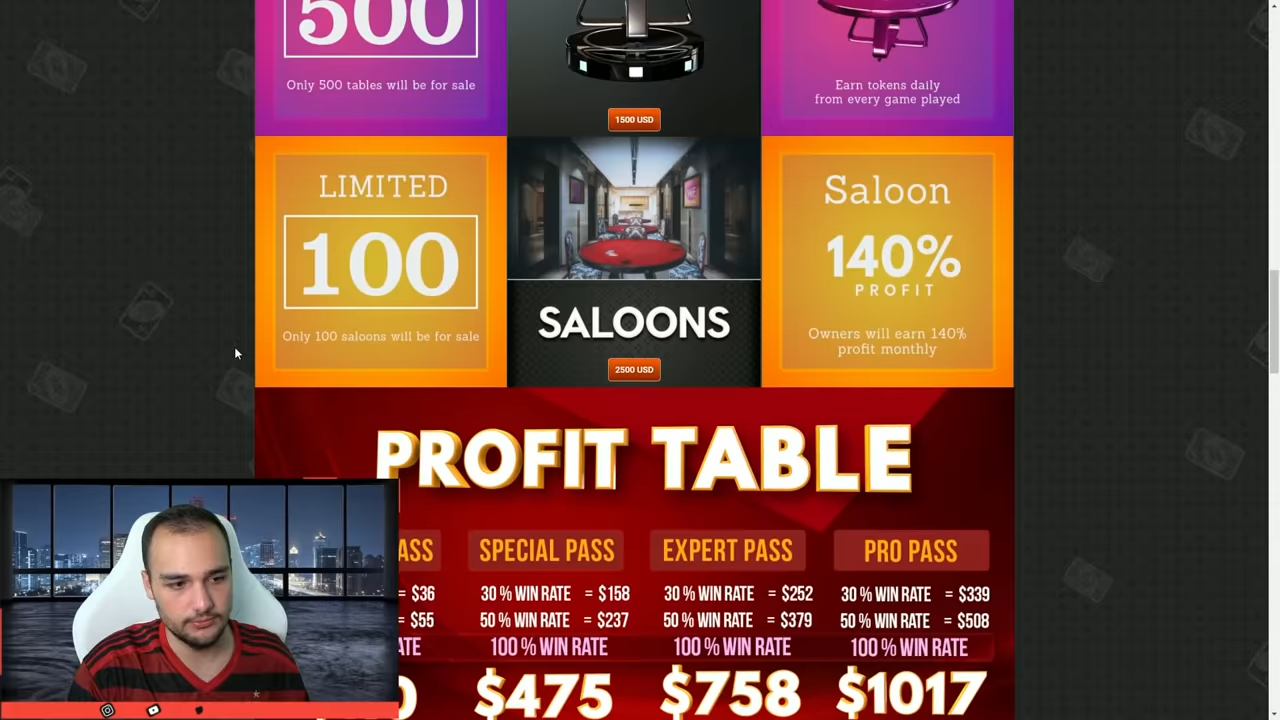 500
Only 500 tables will be for sale
1500 USD
Earn tokens daily
from every game played
LIMITED
100
Only 100 saloons will be for sale
SALOONS
2500 USD
Saloon
140%
PROFIT
Owners will earn 140%
profit monthly
PROFIT TABLE
ASS
= $36
= $55
ATE
0
SPECIAL PASS
30 % WIN RATE = $158
50 % WIN RATE = $237
100 % WIN RATE
$475
EXPERT PASS
30 % WIN RATE = $252
50 % WIN RATE = $379
100 % WIN RATE
$758
PRO PASS
30 % WIN RATE = $339
50 % WIN RATE = $508
100 % WIN RATE
$1017